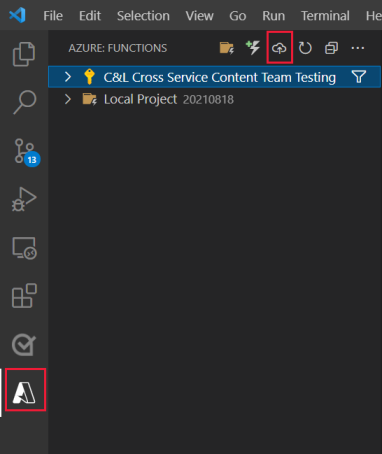 File Edit Selection View Go Run Terminal He
AZURE: FUNCTIONS
C&L Cross Service Content Team Testing
Local Project 20210818
13